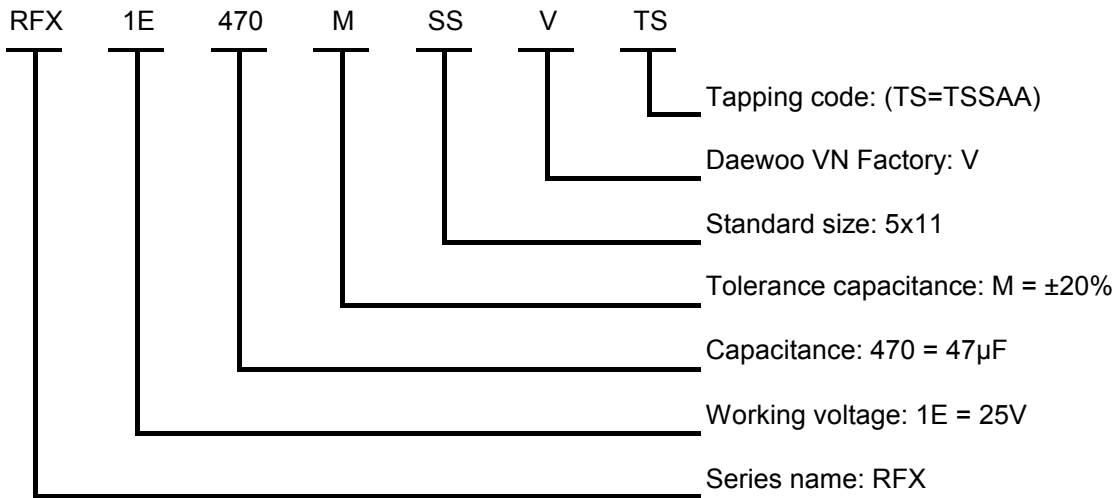 RFX 1E 470 M SS V TS
Tapping code: (TS=TSSAA)
Daewoo VN Factory: V
Standard size: 5x11
Tolerance capacitance: M = ±20%
Capacitance: 470 = 47µF
Working voltage: 1E = 25V
Series name: RFX